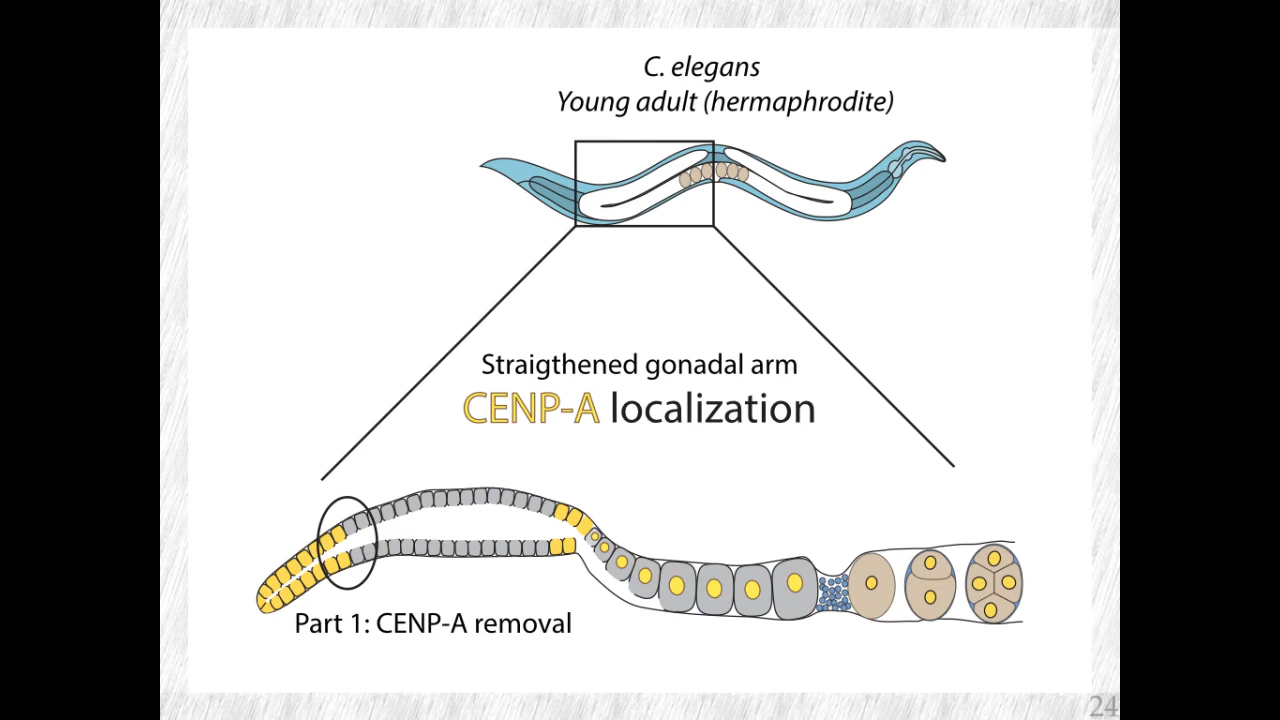 C. elegans
Young adult (hermaphrodite)
Straigthened gonadal arm
CENP-A localization
Part 1: CENP-A removal
24